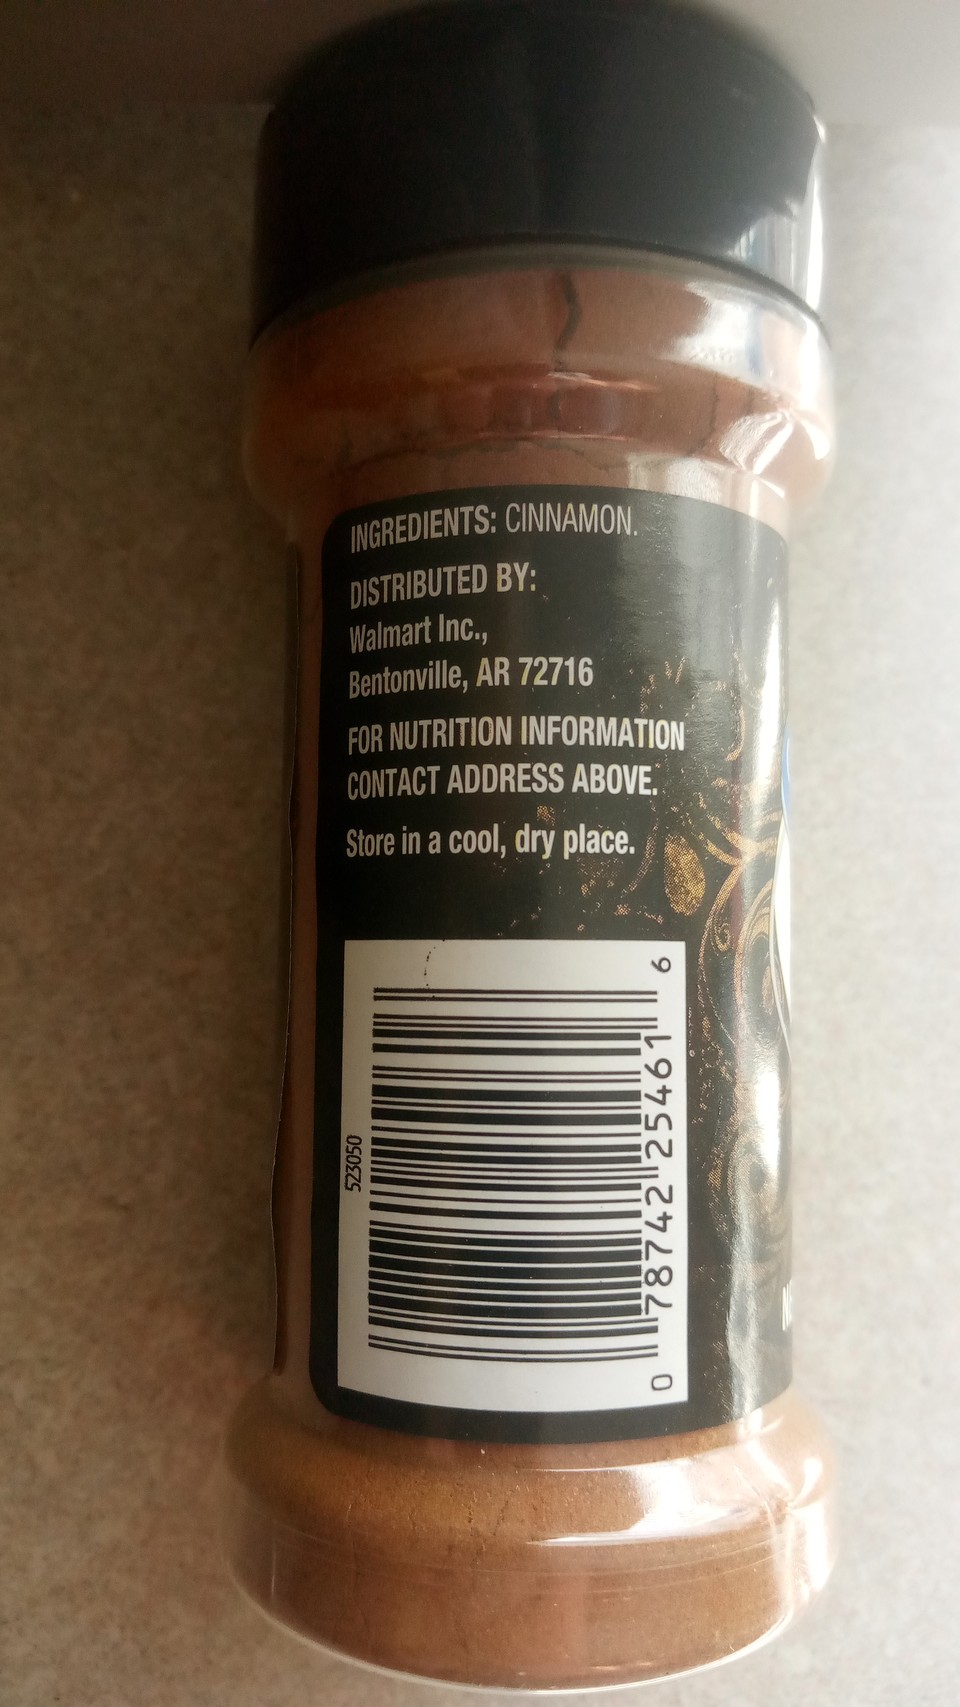 INGREDIENTS: CINNAMON.
DISTRIBUTED BY:
Walmart Inc.,
Bentonville, AR 72716
FOR NUTRITION INFORMATION
CONTACT ADDRESS ABOVE.
Store in a cool, dry place.
523050
0 78742 25461 6